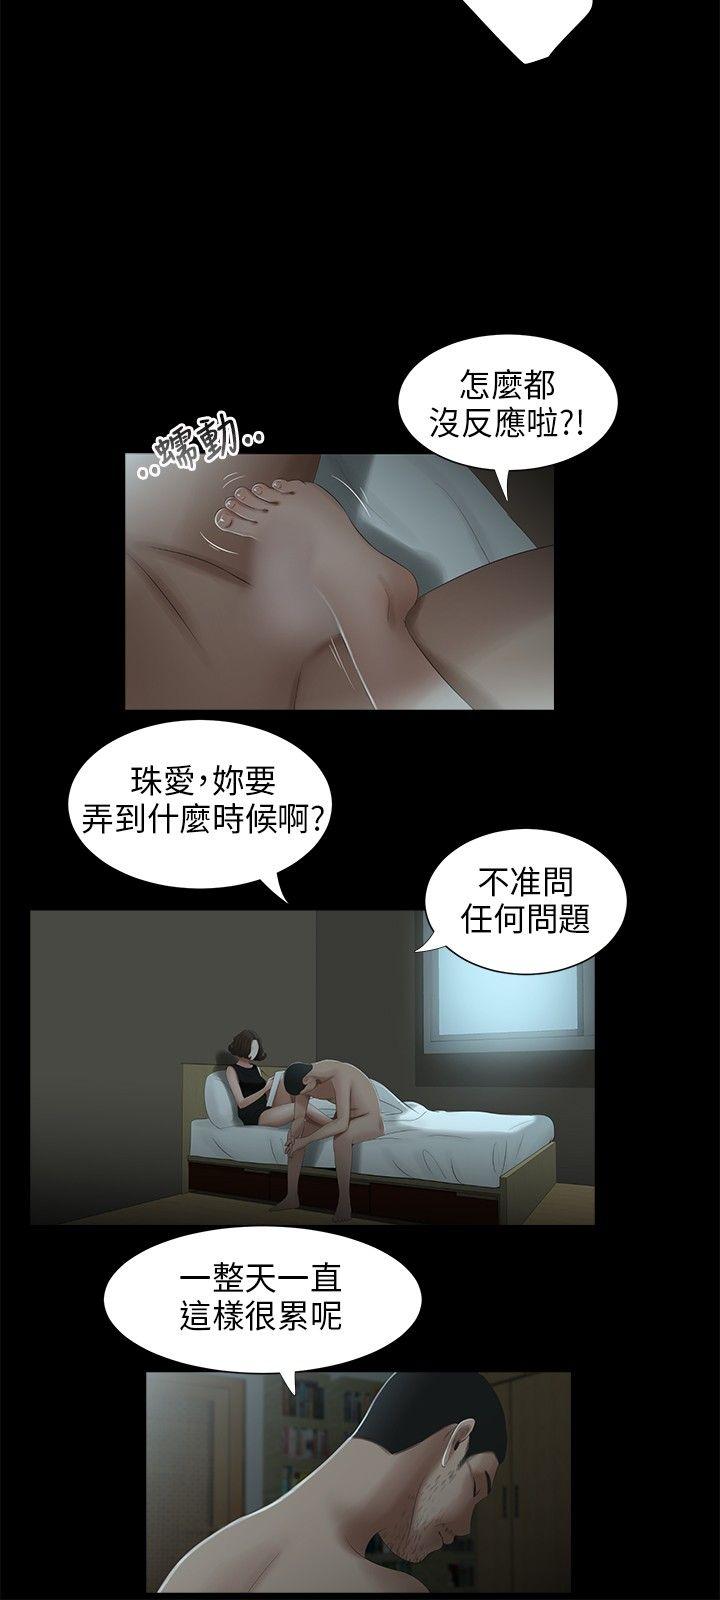 怎麼都
沒反應啦?!
..蠕動..
珠愛,妳要
弄到什麼時候啊?
不准問
任何問題
一整天一直
這樣很累呢